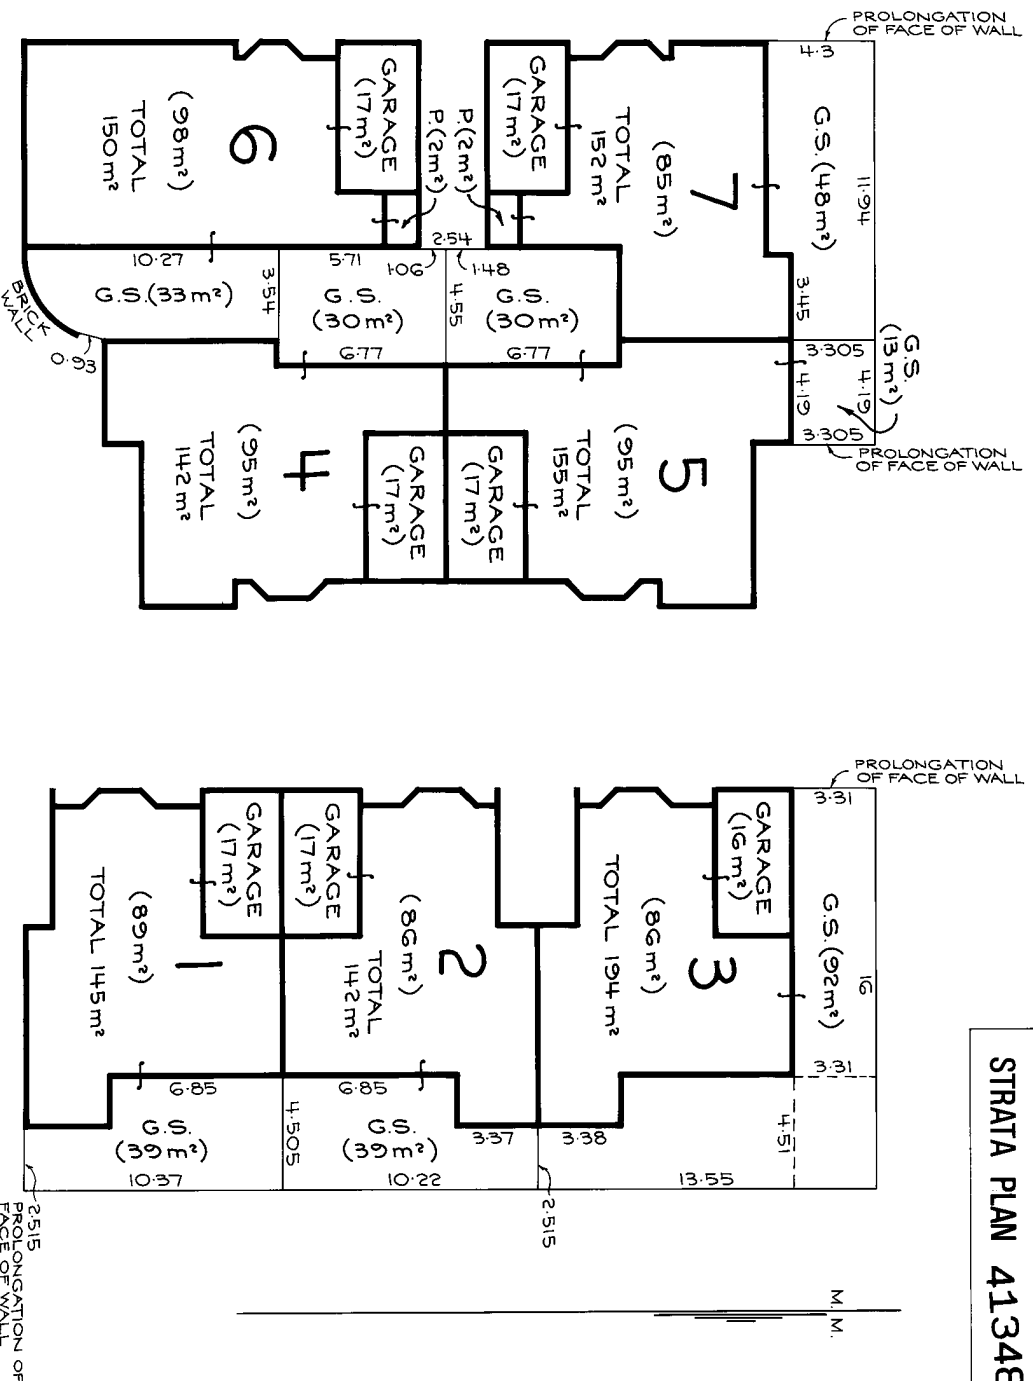 PROLONGATION
OF FACE OF WALL
4·3
G.S. (48m²)
11·94
7
(85m²)
TOTAL
152m²
GARAGE
(17m²)
P.(2m²)
3·45
6
(98m²)
TOTAL
150m²
GARAGE
(17m²)
P.(2m²)
2·54
1·06
1·48
10·27
G.S.(33m²)
3·54
5·71
G.S.
(30m²)
4·55
G.S.
(30m²)
BRICK
WALL
0·93
6·77
6·77
G.S.
(13m²)
3·305
4·19
4·19
3·305
PROLONGATION
OF FACE OF WALL
4
(95m²)
TOTAL
142m²
GARAGE
(17m²)
5
(95m²)
TOTAL
155m²
GARAGE
(17m²)
PROLONGATION
OF FACE OF WALL
3·31
G.S.(92m²)
16
3·31
1
(89m²)
TOTAL 145m²
GARAGE
(17m²)
2
(86m²)
TOTAL
142m²
GARAGE
(17m²)
3
(86m²)
TOTAL 194m²
GARAGE
(16m²)
6·85
G.S.
(39m²)
10·37
4·505
6·85
G.S.
(39m²)
10·22
3·37
3·38
13·55
4·51
2·515
2·515
PROLONGATION OF
FACE OF WALL
M. M.
STRATA PLAN 41348